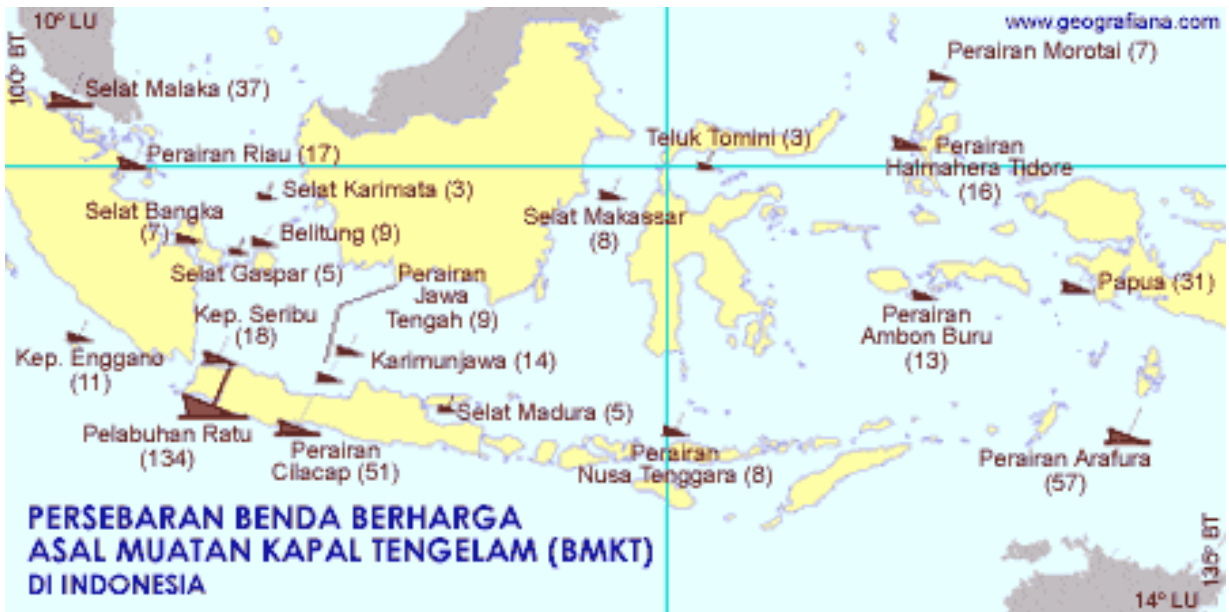 10° LU
www.geografiana.com
100° BT
Perairan Morotai (7)
Selat Malaka (37)
Teluk Tomini (3)
Perairan Riau (17)
Perairan
Halmahera Tidore
(16)
Selat Karimata (3)
Selat Bangka
(7)
Belitung (9)
Selat Makassar
(8)
Selat Gaspar (5)
Perairan
Jawa
Tengah (9)
Papua (31)
Kep. Seribu
(18)
Perairan
Ambon Buru
(13)
Kep. Enggano
(11)
Karimunjawa (14)
Selat Madura (5)
Pelabuhan Ratu
(134)
Perairan
Cilacap (51)
Perairan
Nusa Tenggara (8)
Perairan Arafura
(57)
PERSEBARAN BENDA BERHARGA
ASAL MUATAN KAPAL TENGELAM (BMKT)
DI INDONESIA
136° BT
14° LU